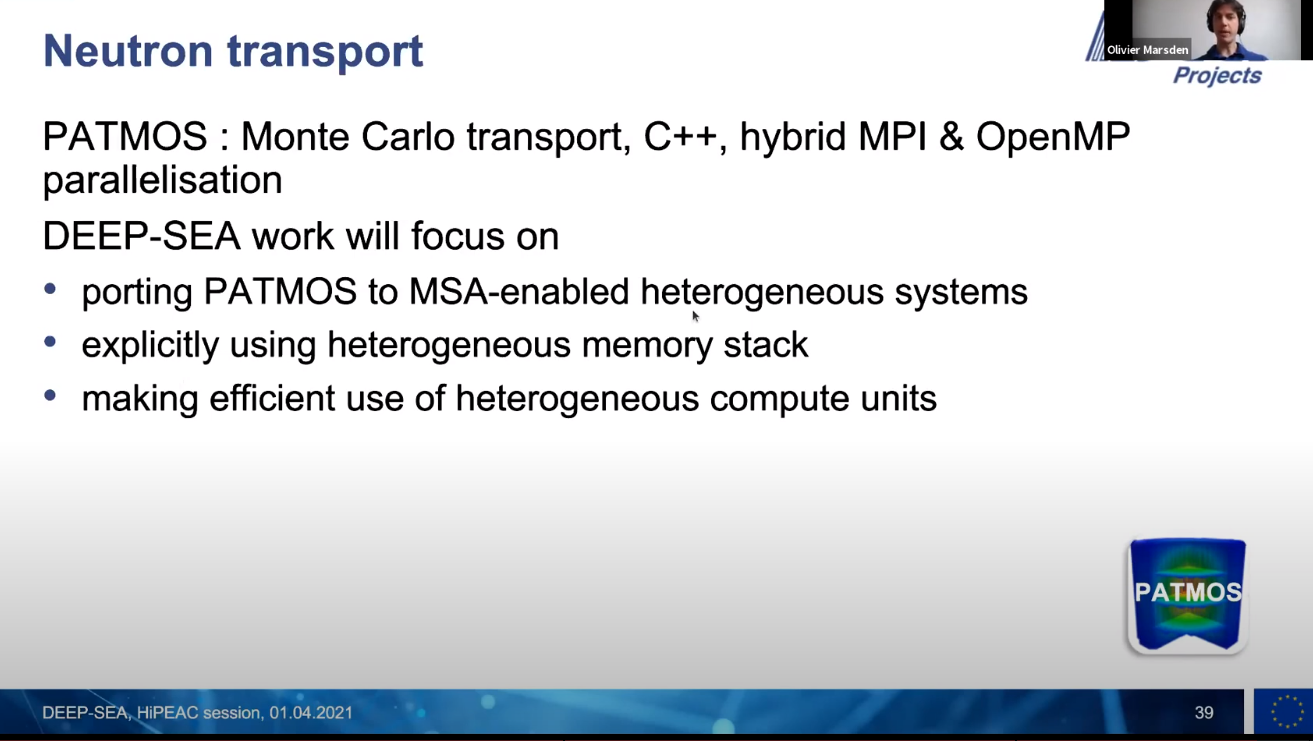 Neutron transport
Olivier Marsden
Projects
PATMOS : Monte Carlo transport, C++, hybrid MPI & OpenMP
parallelisation
DEEP-SEA work will focus on
• porting PATMOS to MSA-enabled heterogeneous systems
• explicitly using heterogeneous memory stack
• making efficient use of heterogeneous compute units
PATMOS
DEEP-SEA, HiPEAC session, 01.04.2021
39